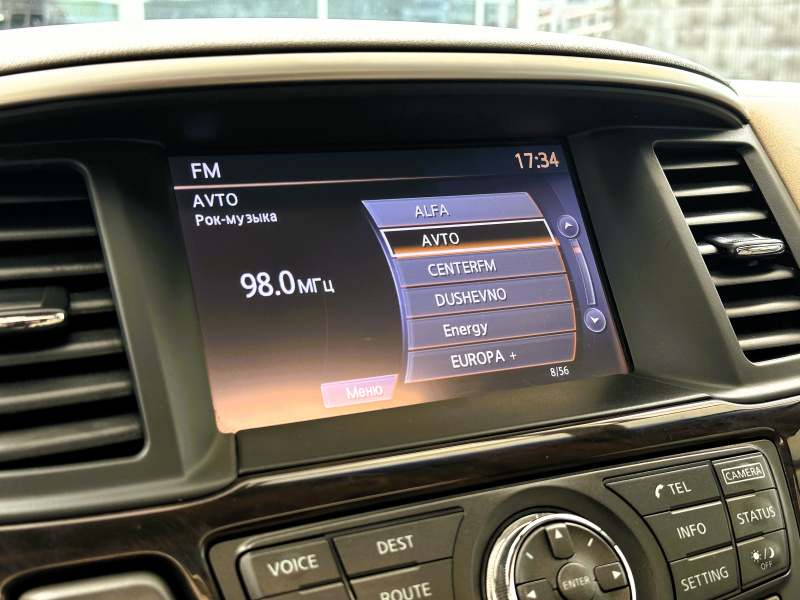 FM
17:34
AVTO
Рок-музыка
98.0мгц
ALFA
AVTO
CENTERFM
DUSHEVNO
Energy
EUROPA +
8/56
Меню
VOICE
DEST
ROUTE
ENTER
TEL
INFO
SETTING
CAMERA
STATUS
OFF